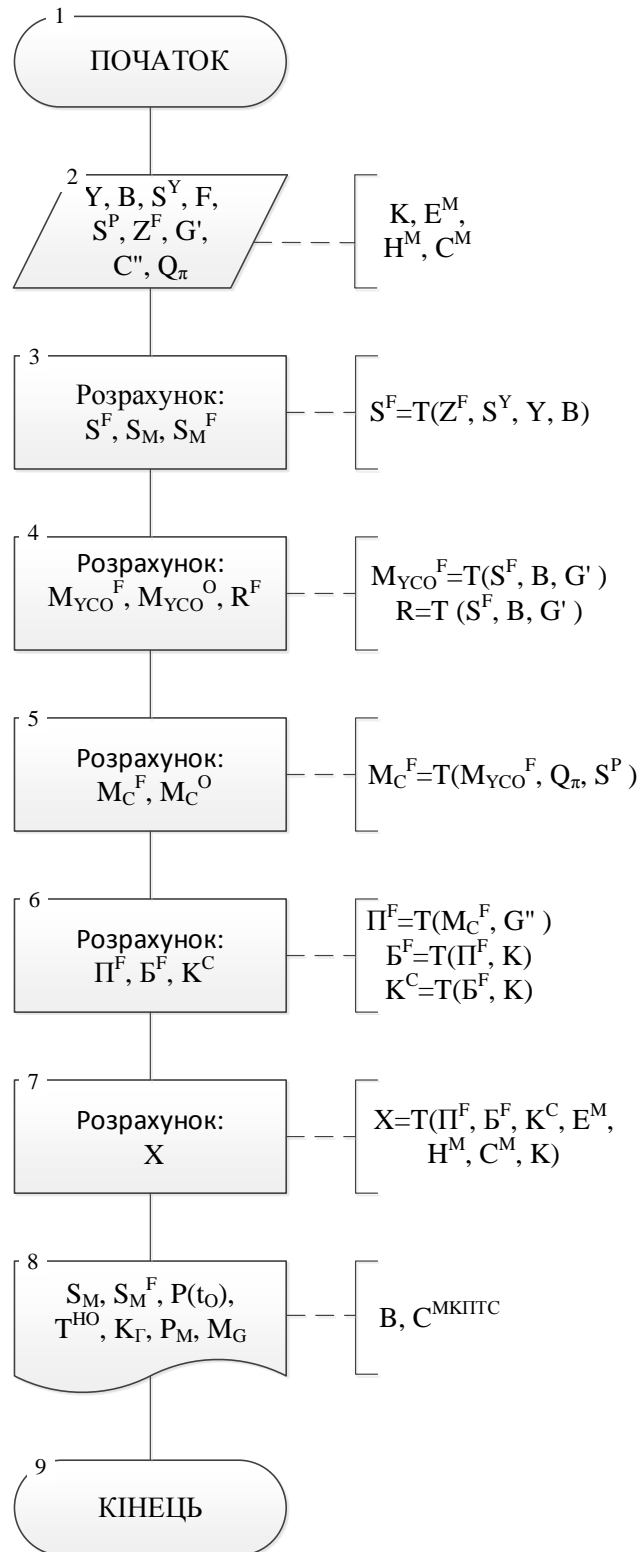 1
ПОЧАТОК
2
Y, B, S^Y, F,
S^P, Z^F, G',
C'', Q_π
K, E^M,
H^M, C^M
3
Розрахунок:
S^F, S_M, S_M^F
S^F=T(Z^F, S^Y, Y, B)
4
Розрахунок:
M_YCO^F, M_YCO^O, R^F
M_YCO^F=T(S^F, B, G' )
R=T (S^F, B, G' )
5
Розрахунок:
M_C^F, M_C^O
M_C^F=T(M_YCO^F, Q_π, S^P )
6
Розрахунок:
П^F, Б^F, K^C
П^F=T(M_C^F, G'' )
Б^F=T(П^F, K)
K^C=T(Б^F, K)
7
Розрахунок:
X
X=T(П^F, Б^F, K^C, E^M,
H^M, C^M, K)
8
S_M, S_M^F, P(t_O),
T^HO, K_Г, P_M, M_G
B, C^МКПТС
9
КІНЕЦЬ